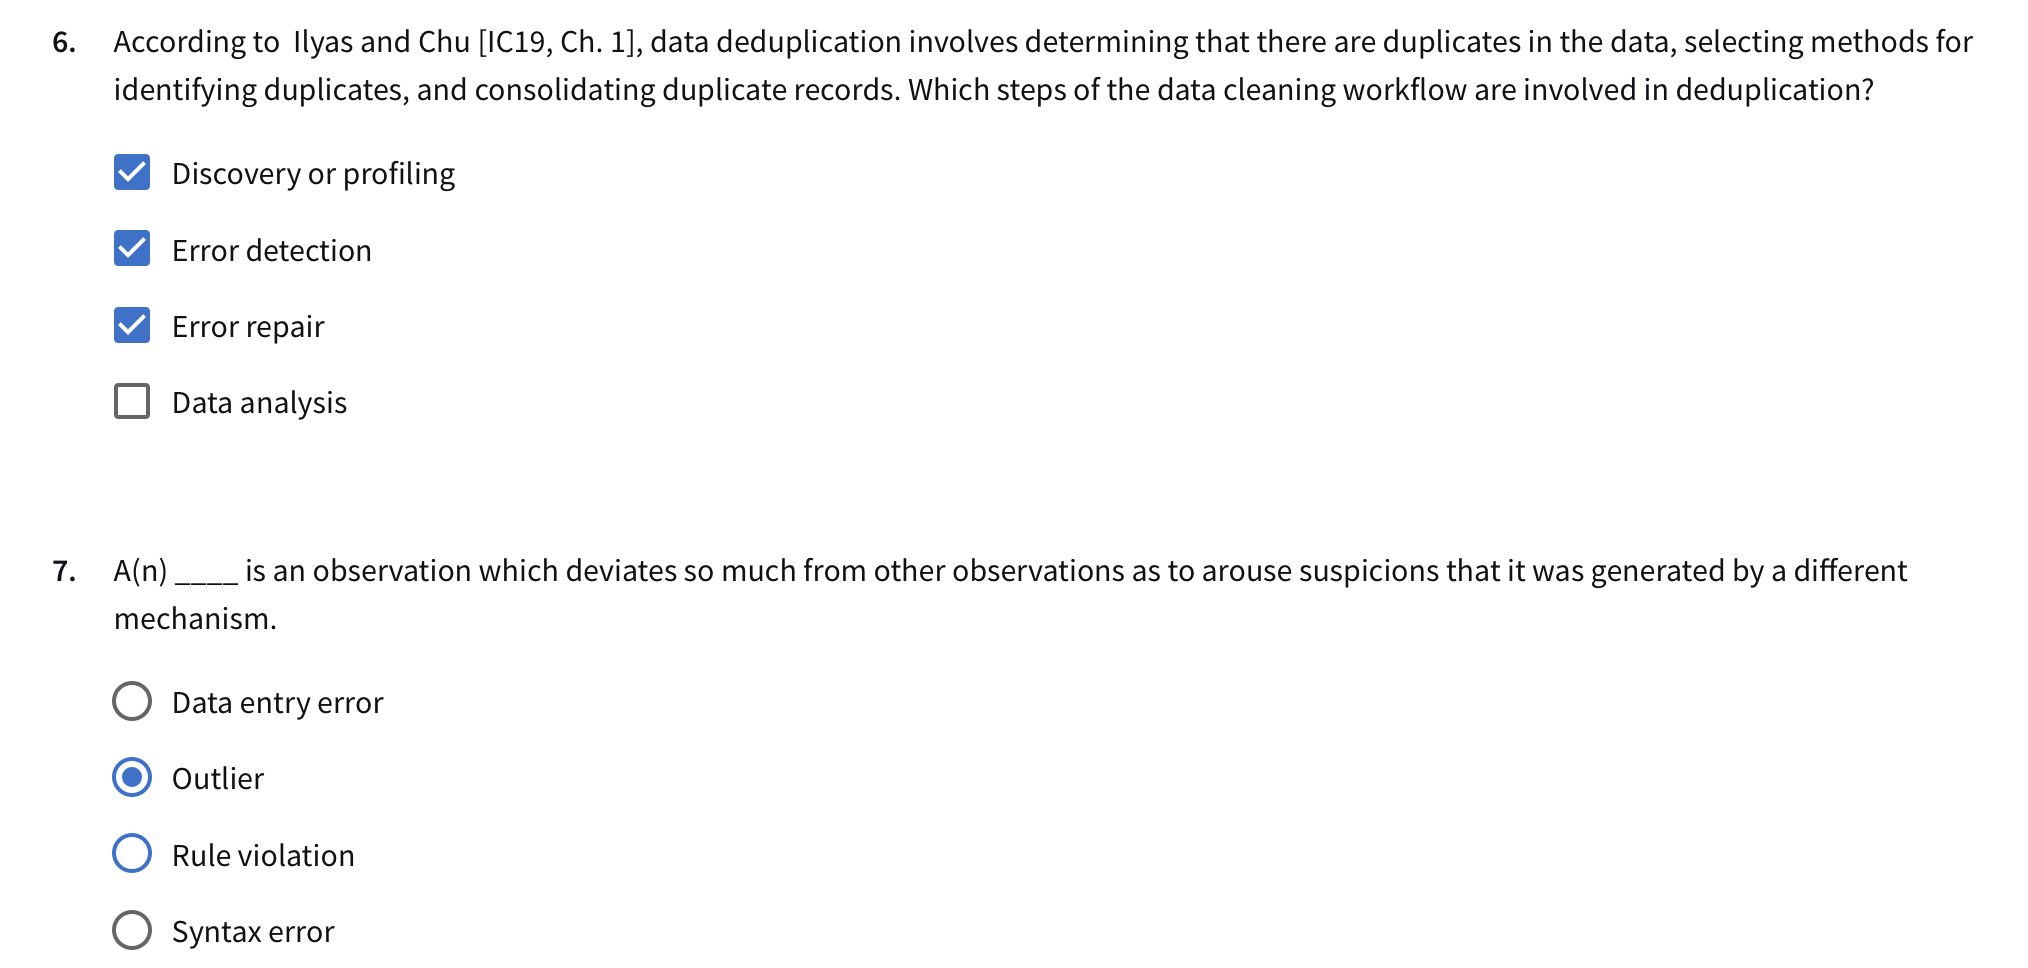 6. According to Ilyas and Chu [IC19, Ch. 1], data deduplication involves determining that there are duplicates in the data, selecting methods for
identifying duplicates, and consolidating duplicate records. Which steps of the data cleaning workflow are involved in deduplication?
Discovery or profiling
Error detection
Error repair
Data analysis
7. A(n) ____ is an observation which deviates so much from other observations as to arouse suspicions that it was generated by a different
mechanism.
Data entry error
Outlier
Rule violation
Syntax error